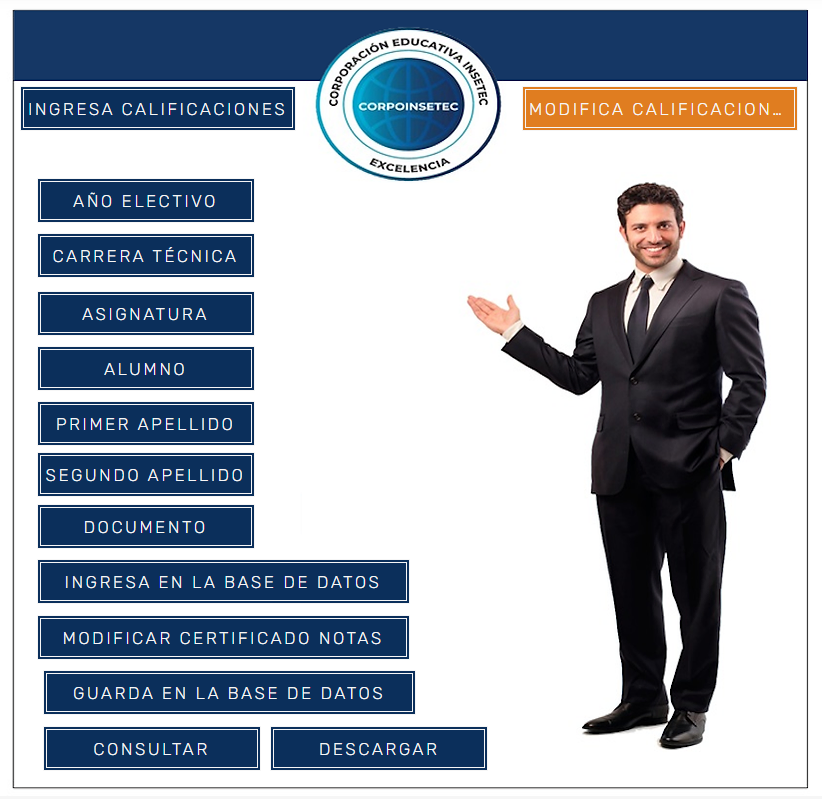 INGRESA CALIFICACIONES
CORPORACIÓN EDUCATIVA INSETEC
CORPOINSETEC
EXCELENCIA
MODIFICA CALIFICACION...
AÑO ELECTIVO
CARRERA TÉCNICA
ASIGNATURA
ALUMNO
PRIMER APELLIDO
SEGUNDO APELLIDO
DOCUMENTO
INGRESA EN LA BASE DE DATOS
MODIFICAR CERTIFICADO NOTAS
GUARDA EN LA BASE DE DATOS
CONSULTAR
DESCARGAR